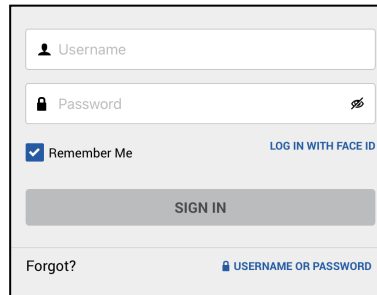 Username
Password
Remember Me
LOG IN WITH FACE ID
SIGN IN
Forgot?
USERNAME OR PASSWORD